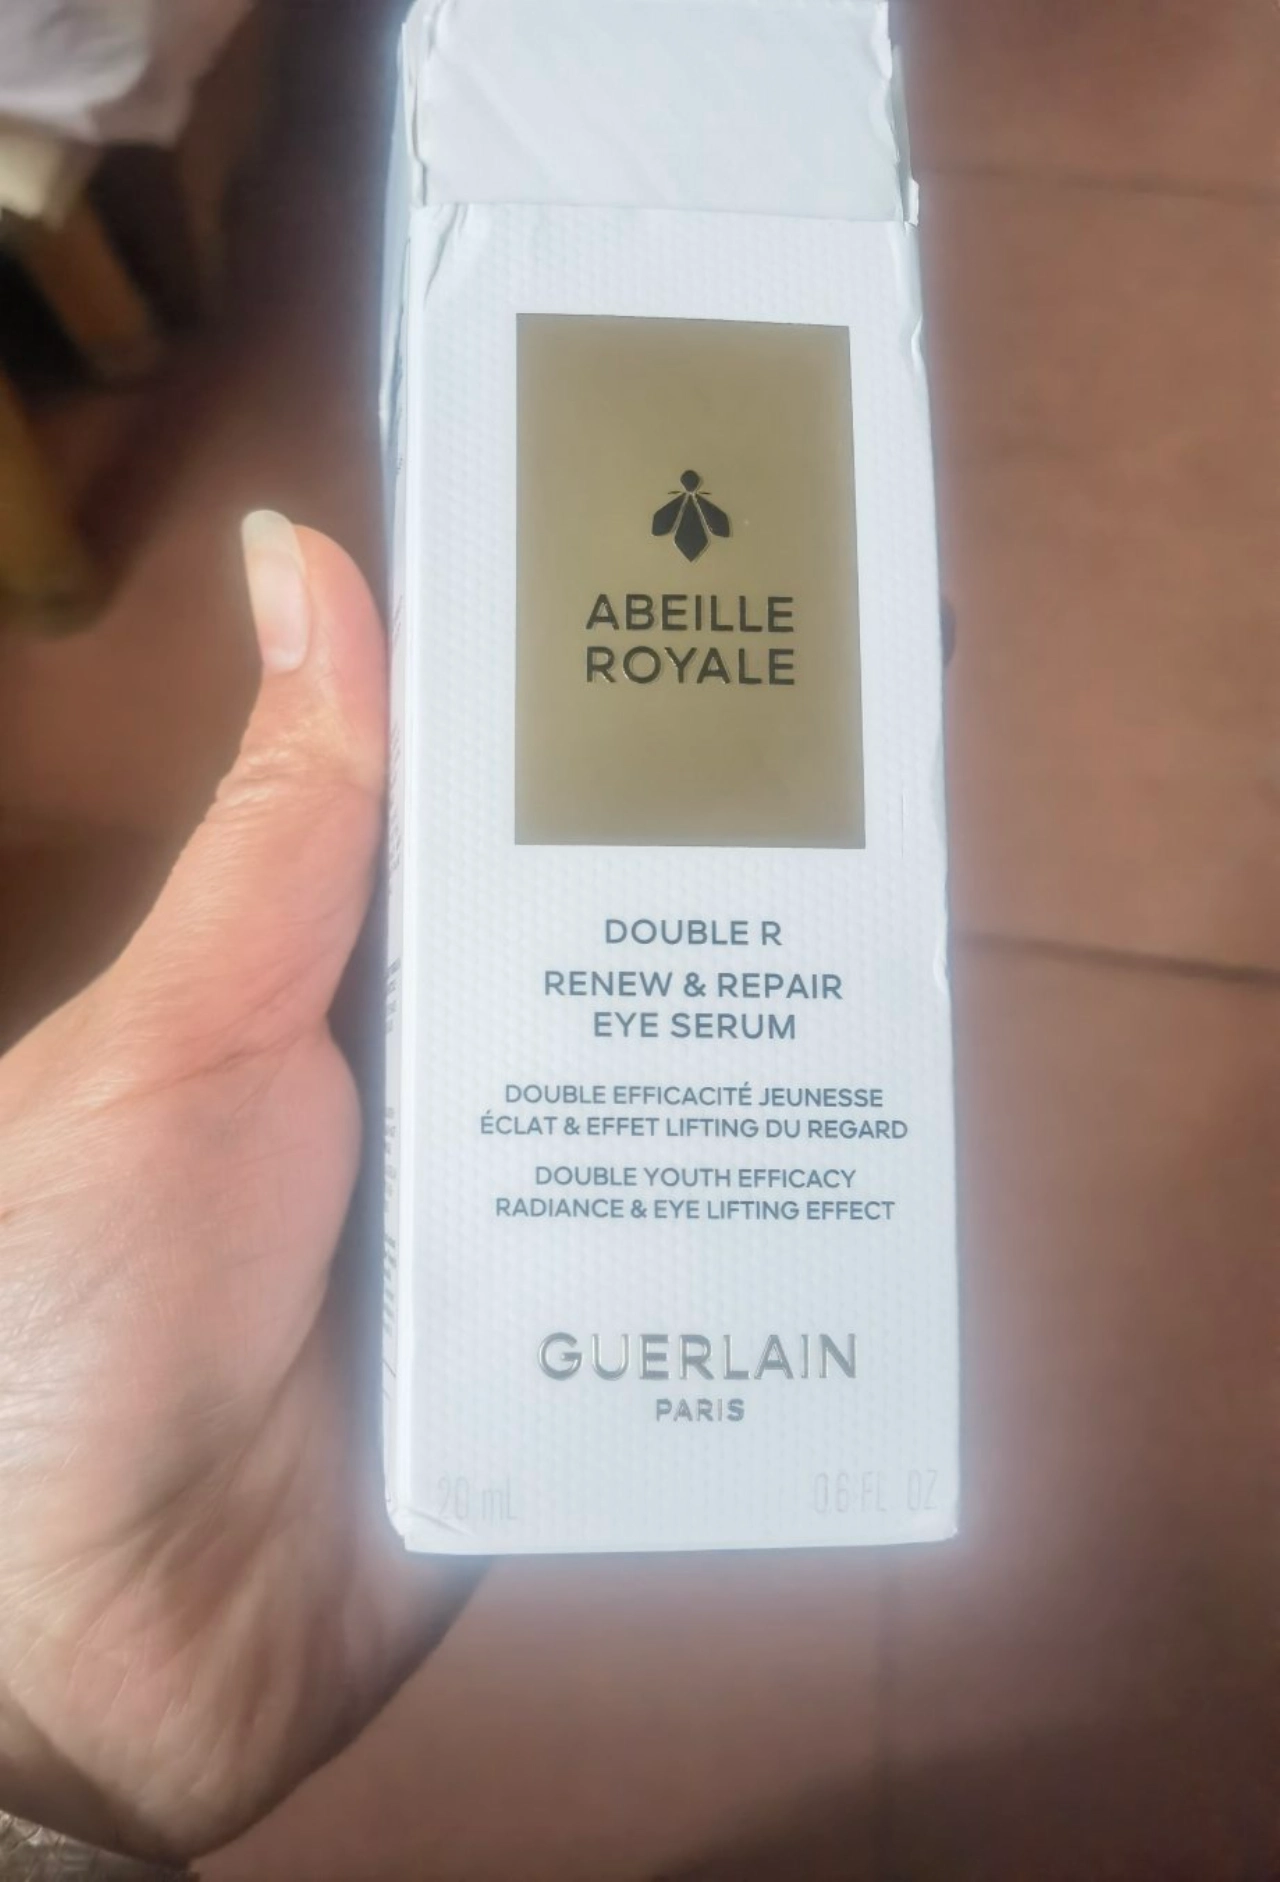 ABEILLE
ROYALE
DOUBLE R
RENEW & REPAIR
EYE SERUM
DOUBLE EFFICACITÉ JEUNESSE
ÉCLAT & EFFET LIFTING DU REGARD
DOUBLE YOUTH EFFICACY
RADIANCE & EYE LIFTING EFFECT
GUERLAIN
PARIS
20 mL 0.6 FL OZ